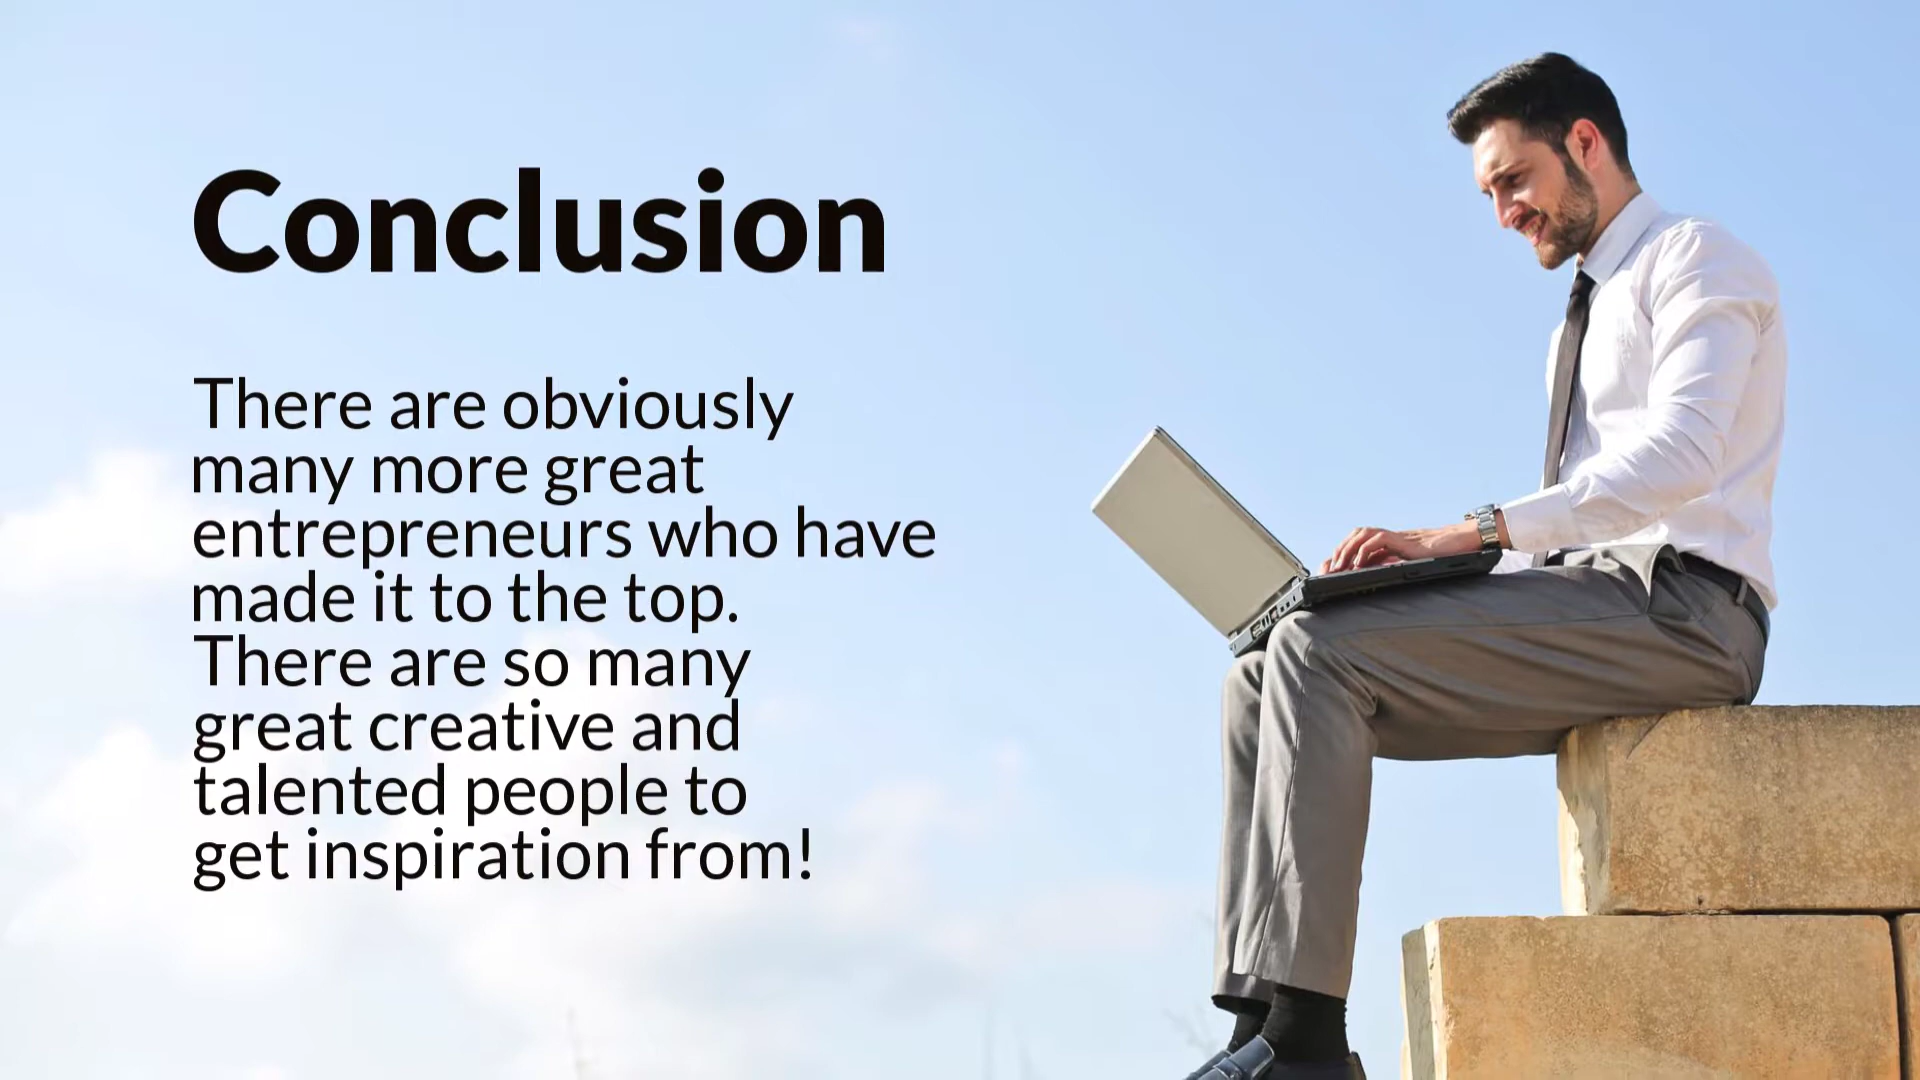 Conclusion
There are obviously
many more great
entrepreneurs who have
made it to the top.
There are so many
great creative and
talented people to
get inspiration from!